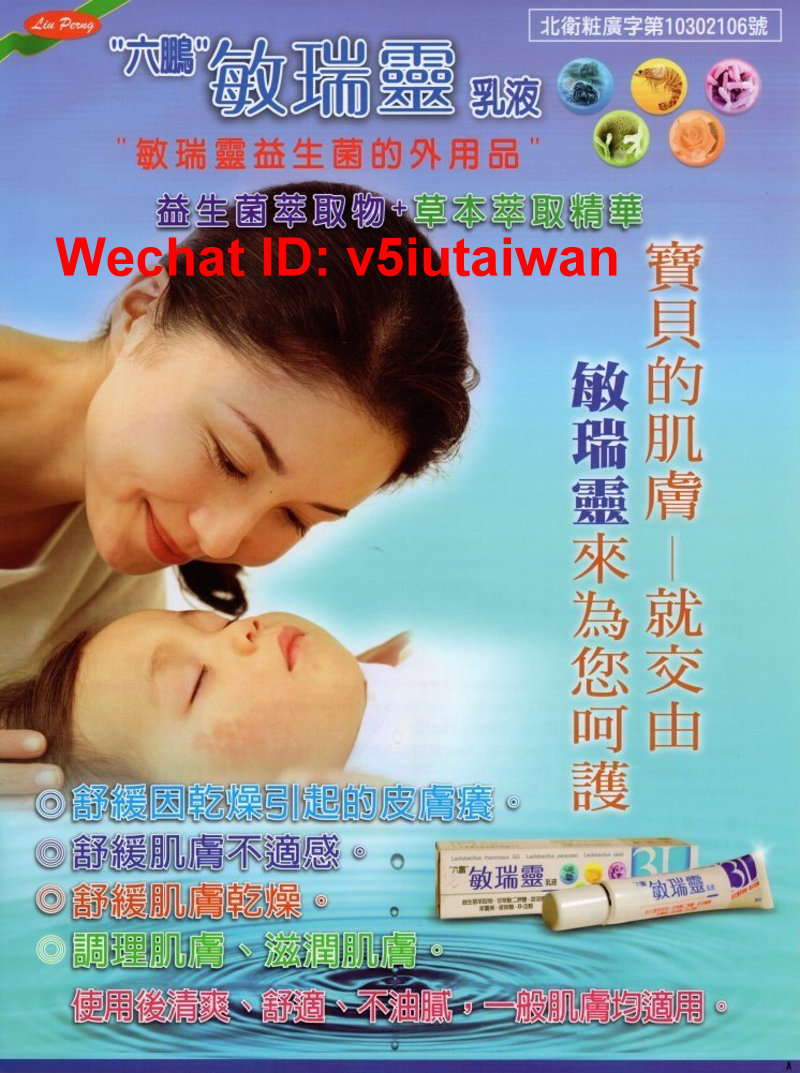 Liu Perng
北衛粧廣字第10302106號
"六鵬"敏瑞靈 乳液
"敏瑞靈益生菌的外用品"
益生菌萃取物+草本萃取精華
Wechat ID: v5iutaiwan
寶貝的肌膚—就交由
敏瑞靈來為您呵護
◎舒緩因乾燥引起的皮膚癢。
◎舒緩肌膚不適感。
◎舒緩肌膚乾燥。
◎調理肌膚、滋潤肌膚。
使用後清爽、舒適、不油膩，一般肌膚均適用。
Lactobacillus rhamnosus GG Lactobacillus paracasei
"六鵬"敏瑞靈 乳液
3D
敏瑞靈
3D
A